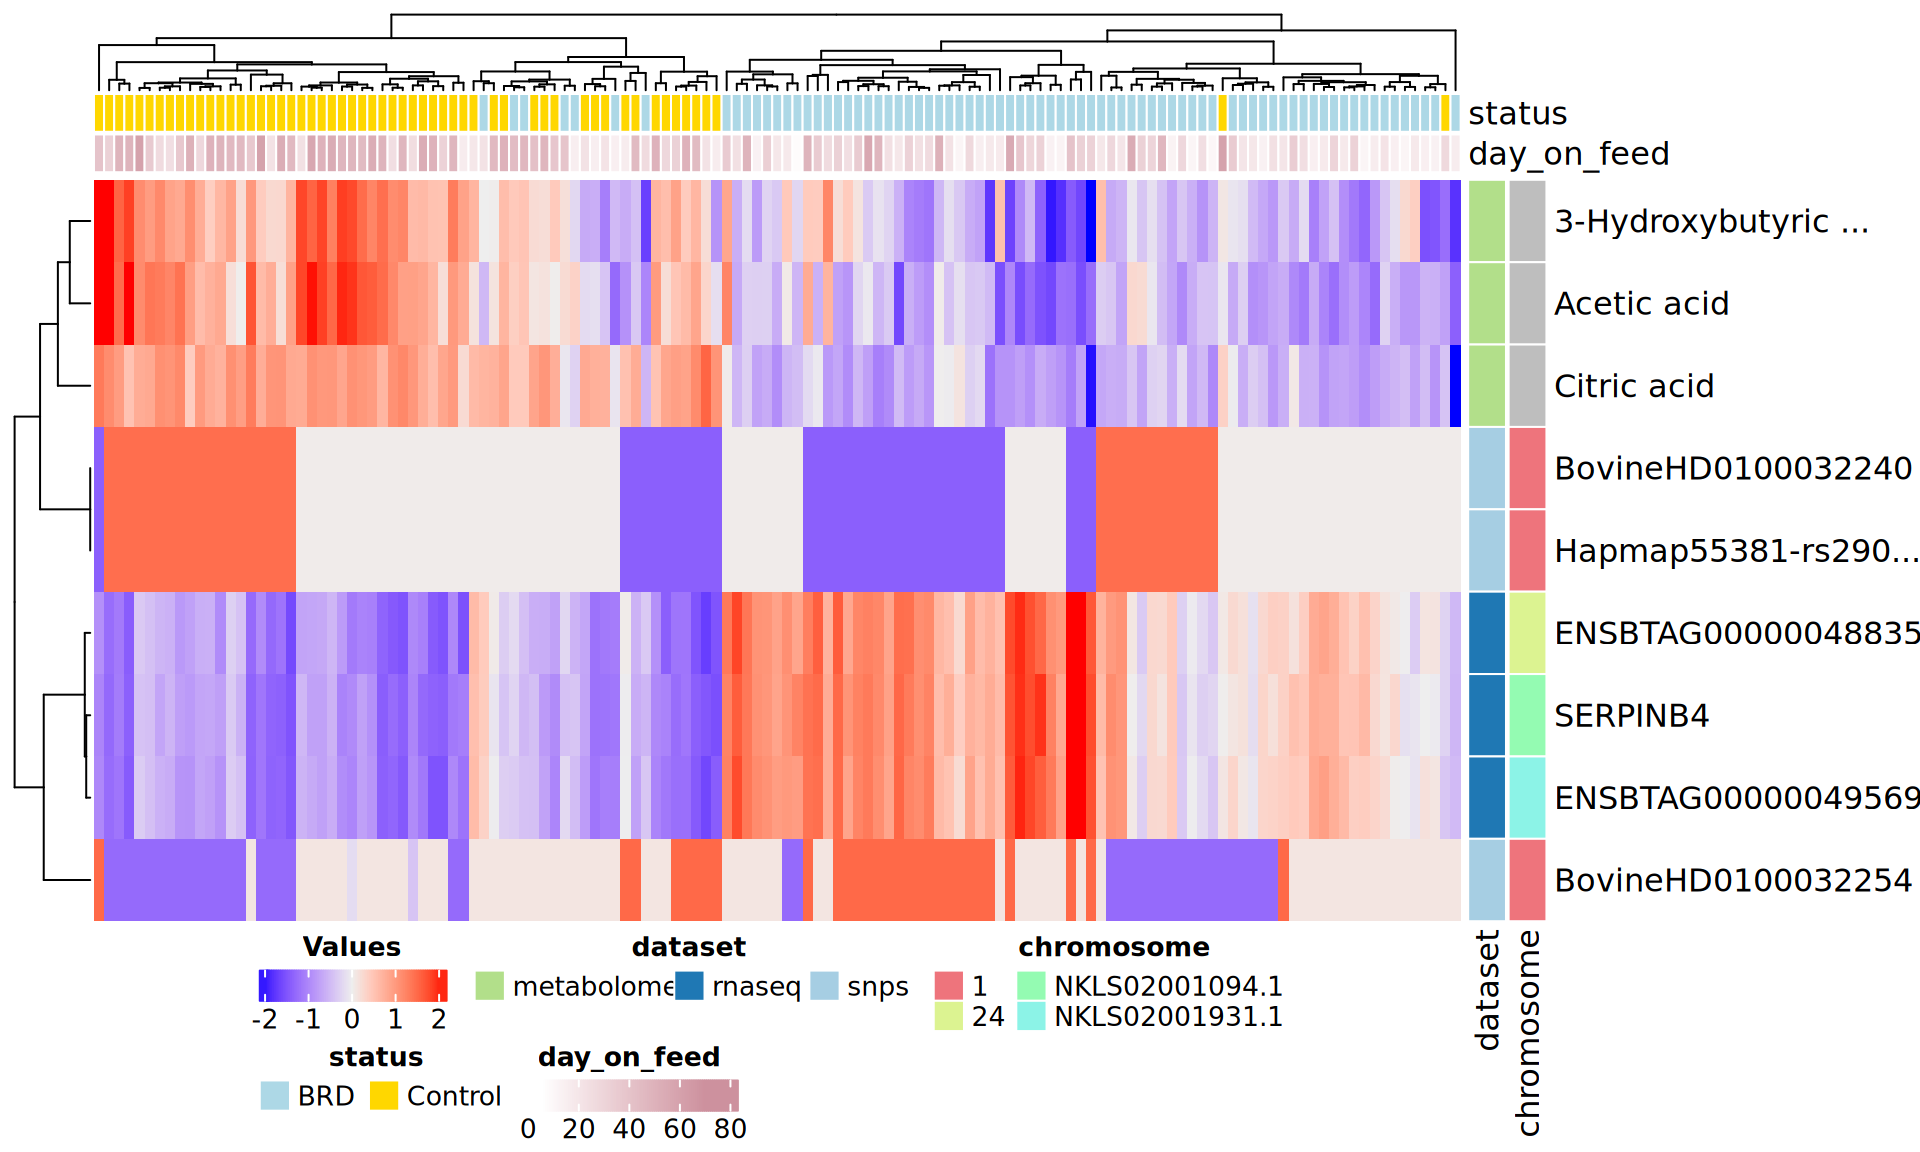 status
day_on_feed
3-Hydroxybutyric ...
Acetic acid
Citric acid
BovineHD0100032240
Hapmap55381-rs290...
ENSBTAG00000048835
SERPINB4
ENSBTAG00000049569
BovineHD0100032254
dataset
chromosome
Values
-2 -1 0 1 2
dataset
metabolome rnaseq snps
chromosome
1 NKLS02001094.1
24 NKLS02001931.1
status
BRD Control
day_on_feed
0 20 40 60 80